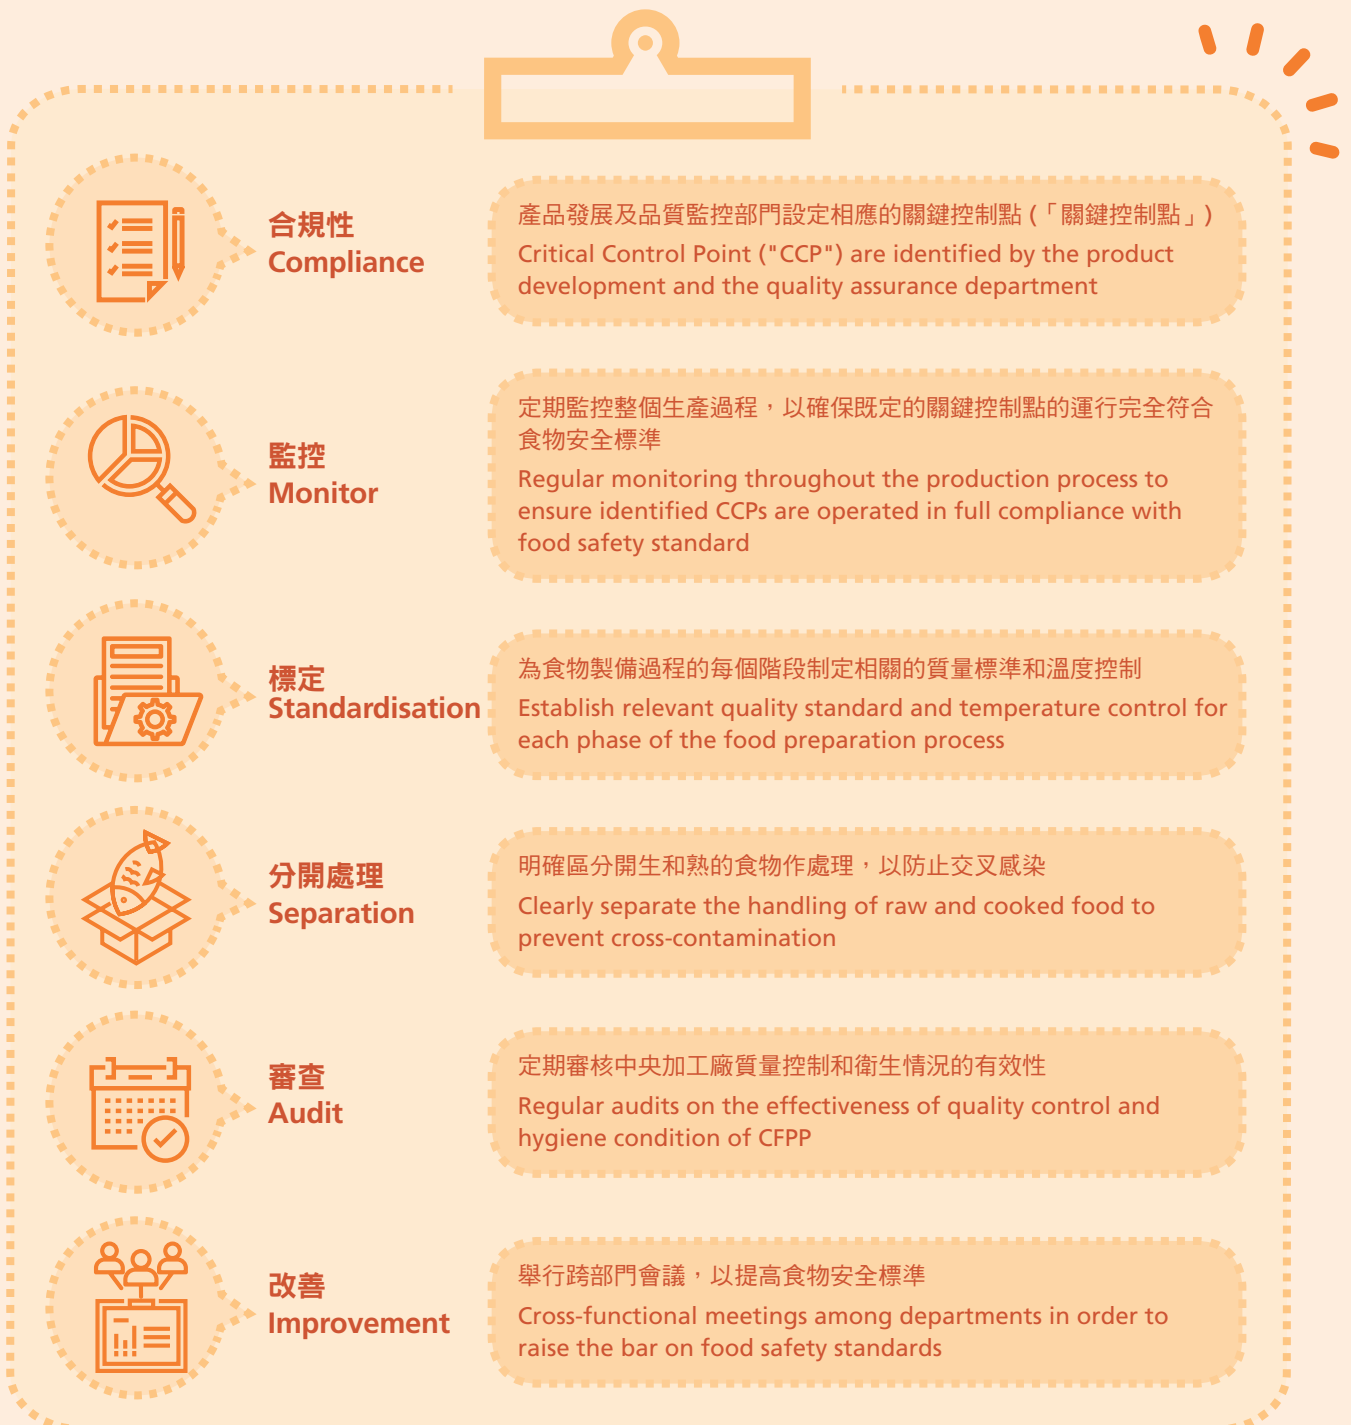 合規性
Compliance
產品發展及品質監控部門設定相應的關鍵控制點 (「關鍵控制點」)
Critical Control Point ("CCP") are identified by the product
development and the quality assurance department
監控
Monitor
定期監控整個生產過程，以確保既定的關鍵控制點的運行完全符合
食物安全標準
Regular monitoring throughout the production process to
ensure identified CCPs are operated in full compliance with
food safety standard
標定
Standardisation
為食物製備過程的每個階段制定相關的質量標準和溫度控制
Establish relevant quality standard and temperature control for
each phase of the food preparation process
分開處理
Separation
明確區分開生和熟的食物作處理，以防止交叉感染
Clearly separate the handling of raw and cooked food to
prevent cross-contamination
審查
Audit
定期審核中央加工廠質量控制和衛生情況的有效性
Regular audits on the effectiveness of quality control and
hygiene condition of CFPP
改善
Improvement
舉行跨部門會議，以提高食物安全標準
Cross-functional meetings among departments in order to
raise the bar on food safety standards